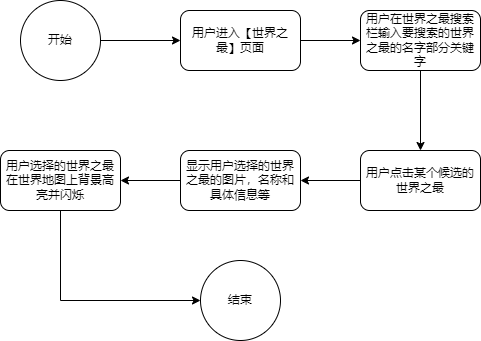 开始
用户进入【世界之
最】页面
用户在世界之最搜索
栏输入要搜索的世界
之最的名字部分关键
字
用户点击某个候选的
世界之最
显示用户选择的世界
之最的图片，名称和
具体信息等
用户选择的世界之最
在世界地图上背景高
亮并闪烁
结束